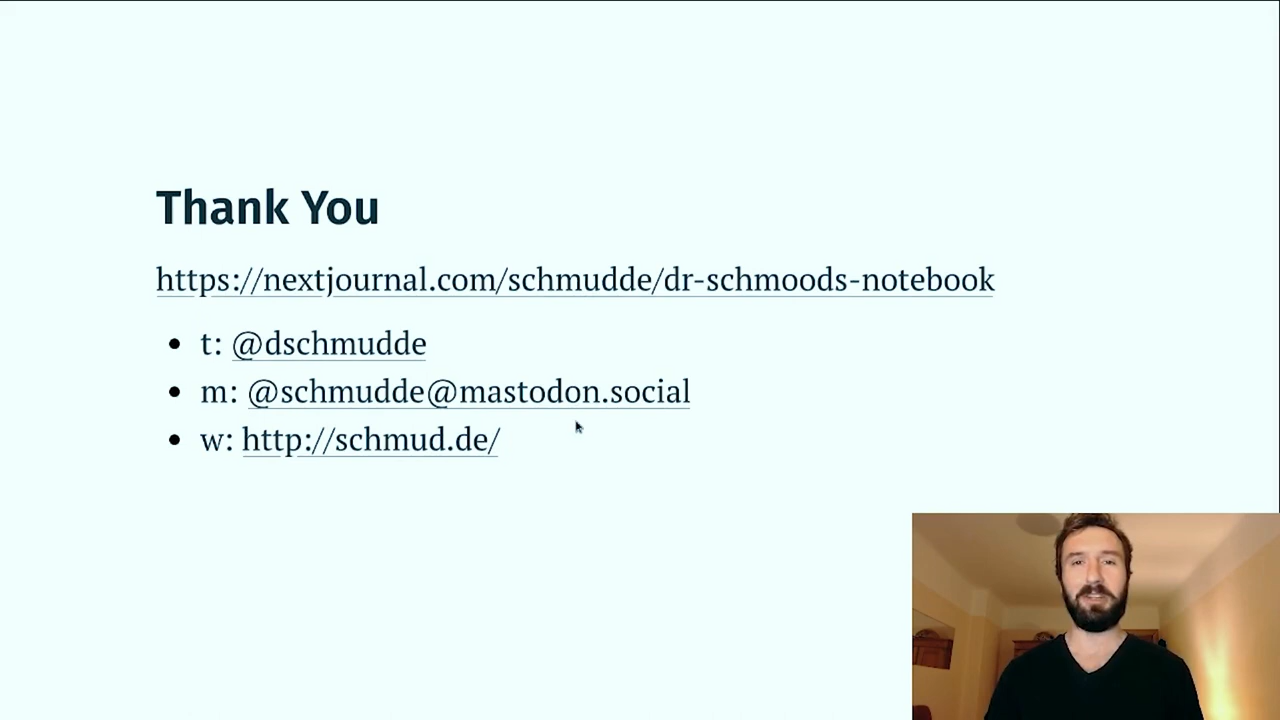 Thank You
https://nextjournal.com/schmudde/dr-schmoods-notebook
t: @dschmudde
m: @schmudde@mastodon.social
w: http://schmud.de/